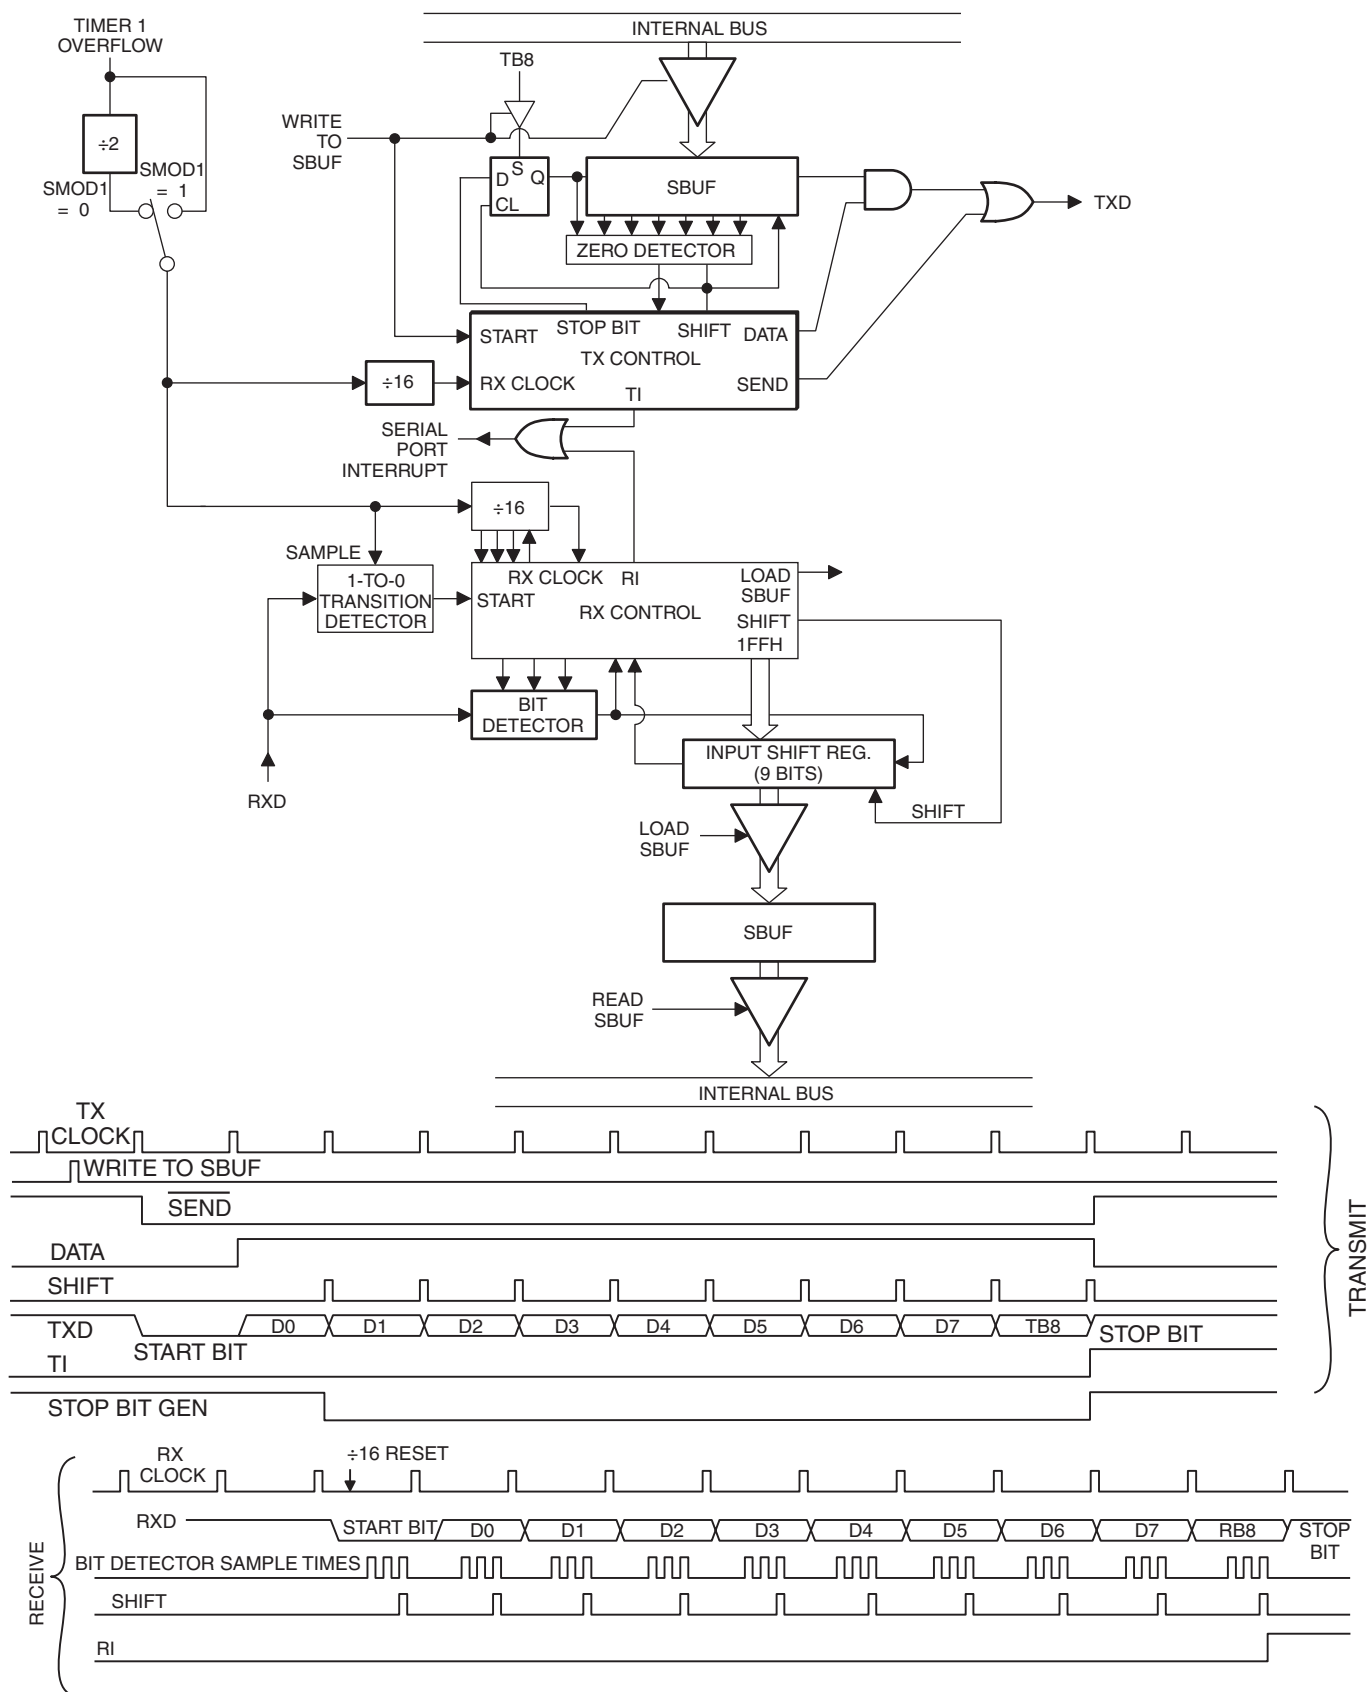 TIMER 1
OVERFLOW
÷2
SMOD1
= 0
SMOD1
= 1
INTERNAL BUS
TB8
WRITE
TO
SBUF
D
S
Q
CL
SBUF
ZERO DETECTOR
TXD
START
STOP BIT
SHIFT
DATA
TX CONTROL
÷16
RX CLOCK
TI
SEND
SERIAL
PORT
INTERRUPT
÷16
SAMPLE
1-TO-0
TRANSITION
DETECTOR
RX CLOCK
RI
LOAD
SBUF
START
RX CONTROL
SHIFT
1FFH
BIT
DETECTOR
INPUT SHIFT REG.
(9 BITS)
RXD
SHIFT
LOAD
SBUF
SBUF
READ
SBUF
INTERNAL BUS
TX
CLOCK
WRITE TO SBUF
SEND
DATA
SHIFT
TXD
START BIT
D0
D1
D2
D3
D4
D5
D6
D7
TB8
STOP BIT
TI
STOP BIT GEN
TRANSMIT
RX
CLOCK
÷16 RESET
RXD
START BIT
D0
D1
D2
D3
D4
D5
D6
D7
RB8
STOP
BIT
BIT DETECTOR SAMPLE TIMES
SHIFT
RI
RECEIVE